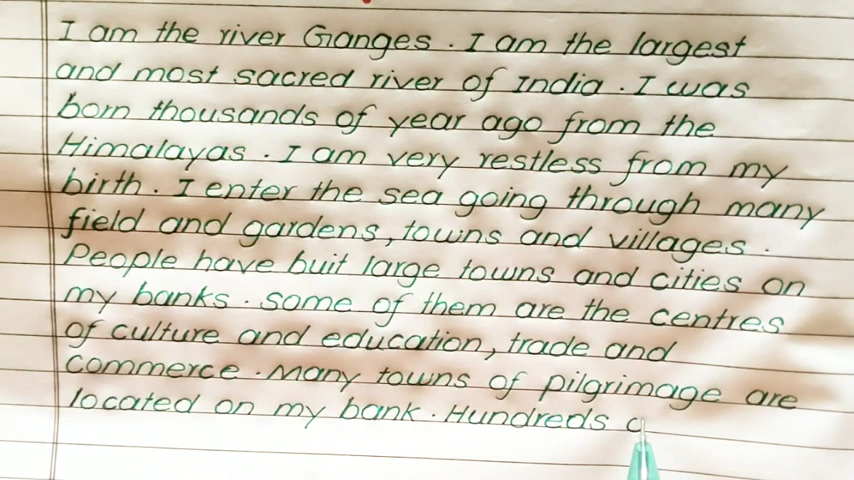 I am the river Ganges. I am the largest
and most sacred river of India. I was
born thousands of year ago from the
Himalayas. I am very restless from my
birth. I enter the sea going through many
field and gardens, towns and villages.
People have buit large towns and cities on
my banks. some of them are the centres
of culture and education, trade and
commerce. Many towns of pilgrimage are
located on my bank. Hundreds o